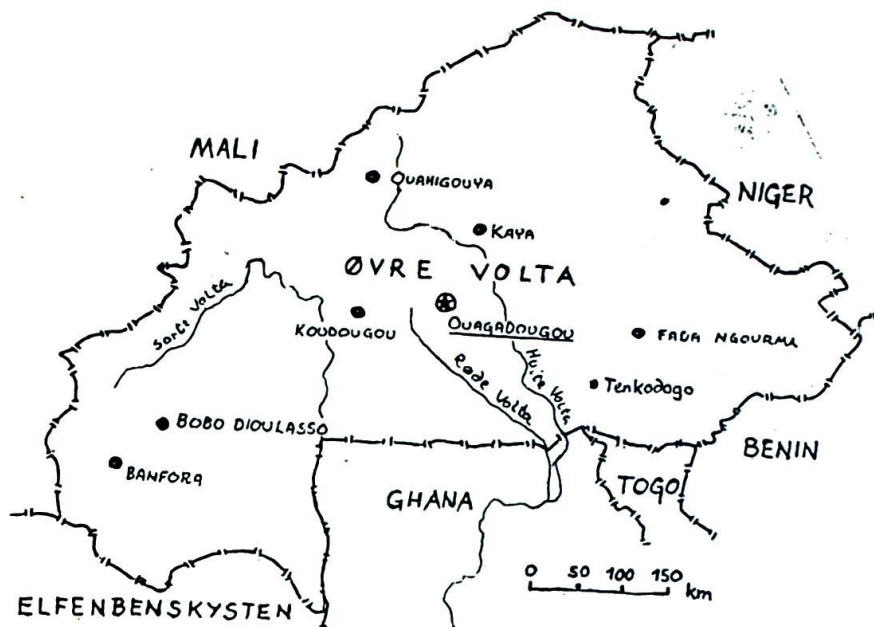 MALI
OUAHIGOUYA
NIGER
KAYA
ØVRE VOLTA
Sorte Volta
KOUDOUGOU
OUAGADOUGOU
FADA NGOURMA
Røde Volta
Hvite Volta
Tenkodogo
BOBO DIOULASSO
BENIN
BANFORA
GHANA
TOGO
0 50 100 150 km
ELFENBENSKYSTEN